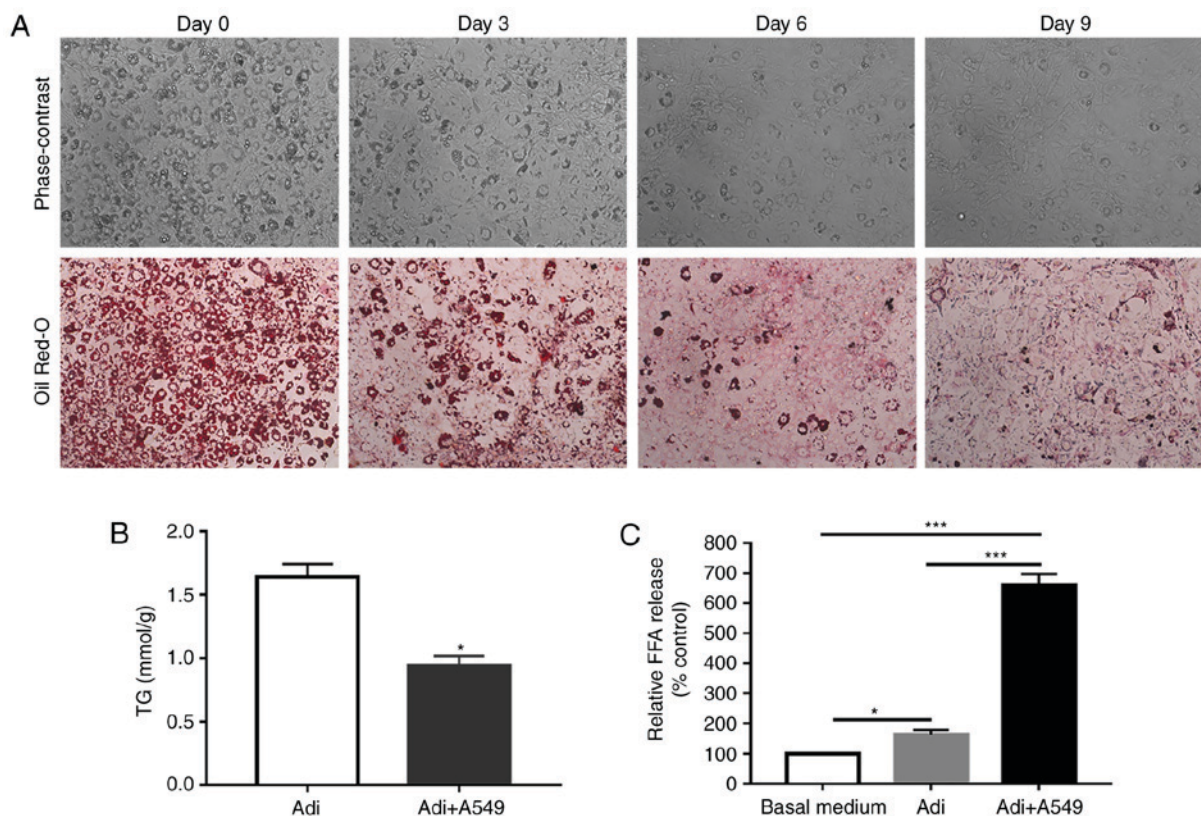 A
Day 0
Day 3
Day 6
Day 9
Phase-contrast
Oil Red-O
B
TG (mmol/g)
2.0
1.5
1.0
0.5
0.0
*
Adi
Adi+A549
C
Relative FFA release
(% control)
800
700
600
500
400
300
200
100
0
***
***
*
Basal medium
Adi
Adi+A549